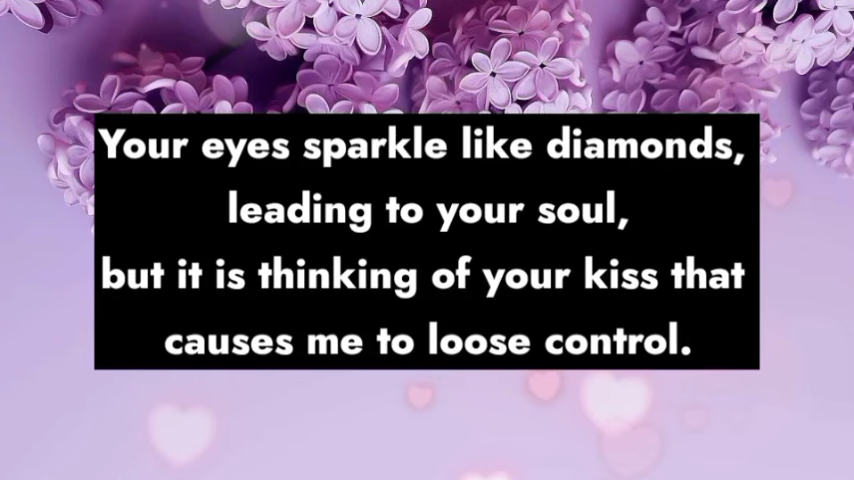 Your eyes sparkle like diamonds,
leading to your soul,
but it is thinking of your kiss that
causes me to loose control.